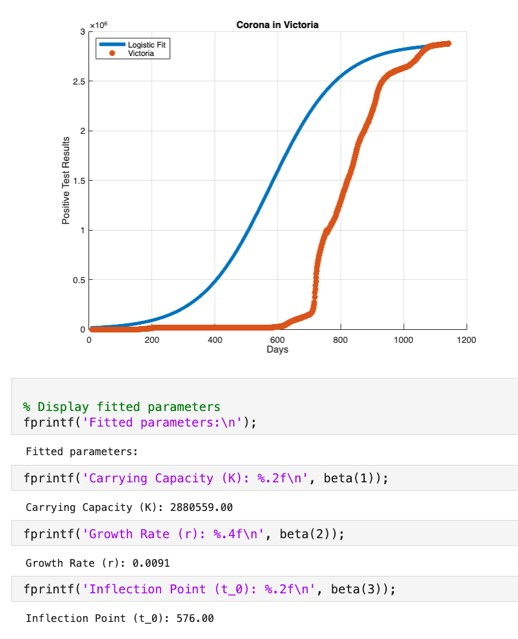 Corona in Victoria
×10⁶
3
2.5
2
1.5
1
0.5
0
Positive Test Results
Logistic Fit
Victoria
0 200 400 600 800 1000 1200
Days
% Display fitted parameters
fprintf('Fitted parameters:\n');
Fitted parameters:
fprintf('Carrying Capacity (K): %.2f\n', beta(1));
Carrying Capacity (K): 2880559.00
fprintf('Growth Rate (r): %.4f\n', beta(2));
Growth Rate (r): 0.0091
fprintf('Inflection Point (t_0): %.2f\n', beta(3));
Inflection Point (t_0): 576.00